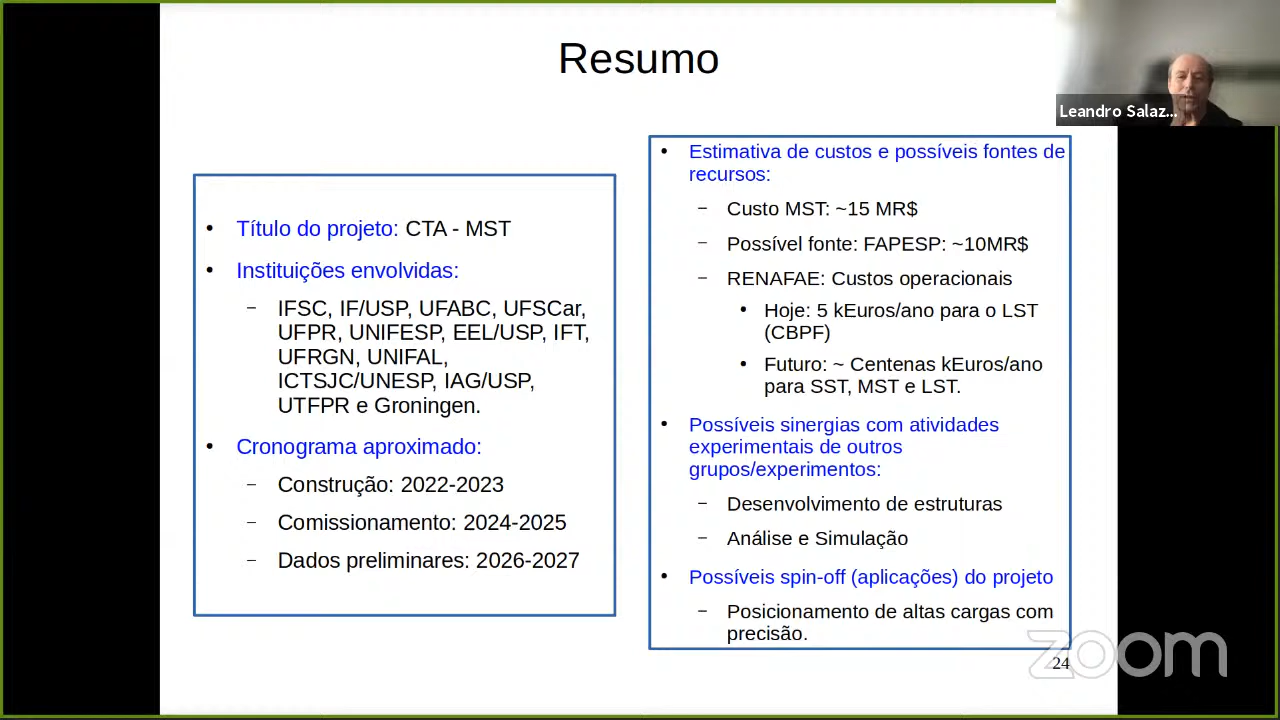 Resumo
Leandro Salaz...
• Título do projeto: CTA - MST
• Instituições envolvidas:
– IFSC, IF/USP, UFABC, UFSCar,
UFPR, UNIFESP, EEL/USP, IFT,
UFRGN, UNIFAL,
ICTSJC/UNESP, IAG/USP,
UTFPR e Groningen.
• Cronograma aproximado:
– Construção: 2022-2023
– Comissionamento: 2024-2025
– Dados preliminares: 2026-2027
• Estimativa de custos e possíveis fontes de
recursos:
– Custo MST: ~15 MR$
– Possível fonte: FAPESP: ~10MR$
– RENAFAE: Custos operacionais
• Hoje: 5 kEuros/ano para o LST
(CBPF)
• Futuro: ~ Centenas kEuros/ano
para SST, MST e LST.
• Possíveis sinergias com atividades
experimentais de outros
grupos/experimentos:
– Desenvolvimento de estruturas
– Análise e Simulação
• Possíveis spin-off (aplicações) do projeto
– Posicionamento de altas cargas com
precisão.
zoom
24